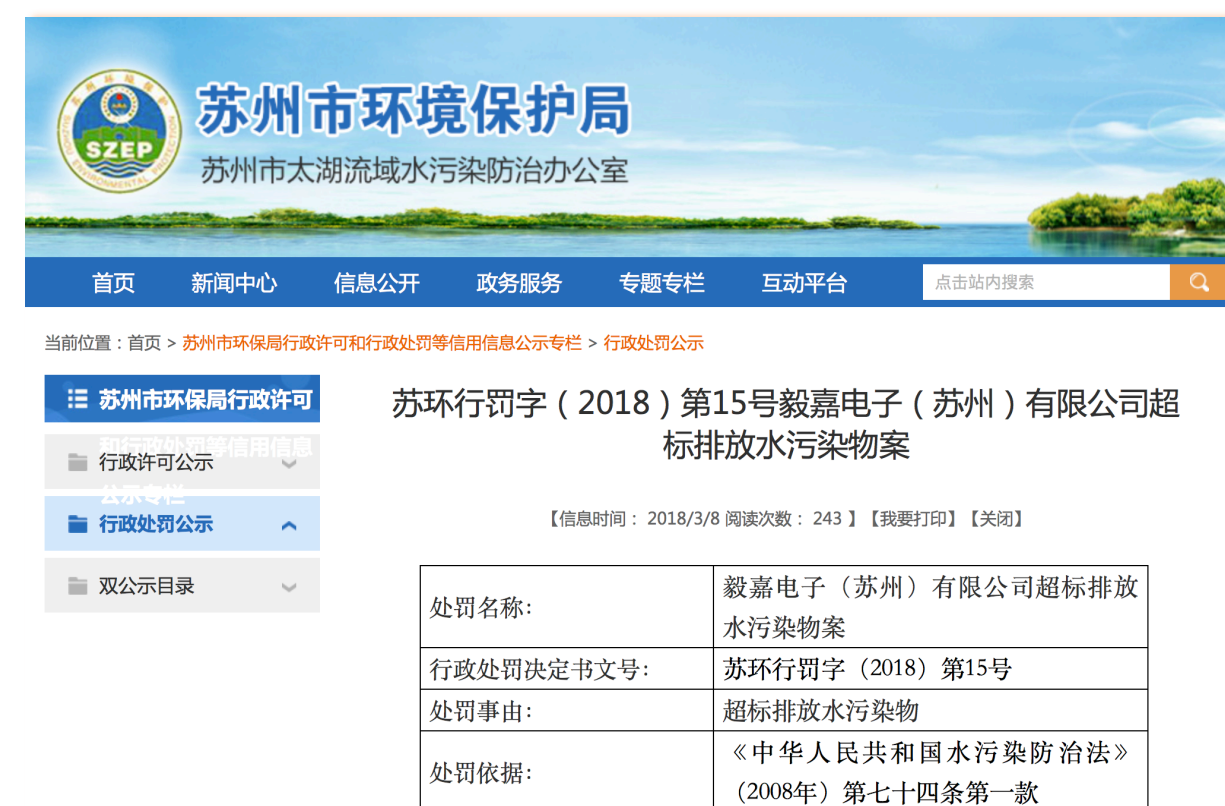 苏州市环境保护局
SZEP
苏州市太湖流域水污染防治办公室
首页 新闻中心 信息公开 政务服务 专题专栏 互动平台 点击站内搜索
当前位置：首页 > 苏州市环保局行政许可和行政处罚等信用信息公示专栏 > 行政处罚公示
苏州市环保局行政许可
和行政处罚等信用信息
公示专栏
行政许可公示
行政处罚公示
双公示目录
苏环行罚字（2018）第15号毅嘉电子（苏州）有限公司超
标排放水污染物案
【信息时间： 2018/3/8 阅读次数： 243 】【我要打印】【关闭】
处罚名称:
毅嘉电子（苏州）有限公司超标排放
水污染物案
行政处罚决定书文号:
苏环行罚字（2018）第15号
处罚事由:
超标排放水污染物
处罚依据:
《中华人民共和国水污染防治法》
（2008年）第七十四条第一款